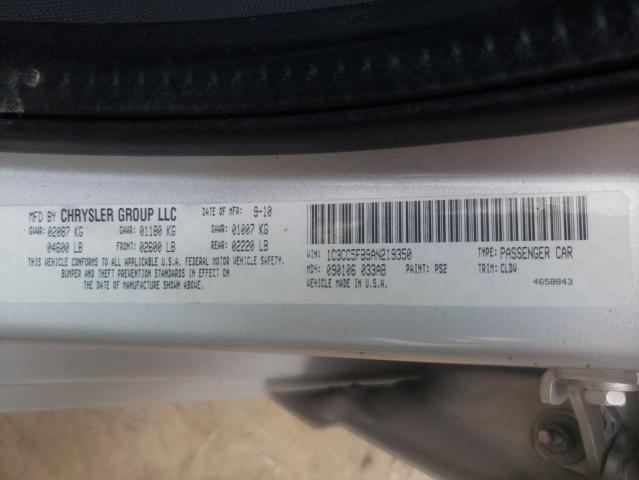 MFD BY CHRYSLER GROUP LLC DATE OF MFR: 9-10
GVWR: 02087 KG GAWR: 01180 KG GAWR: 01007 KG
04600 LB FRONT: 02600 LB REAR: 02220 LB
THIS VEHICLE CONFORMS TO ALL APPLICABLE U.S.A. FEDERAL MOTOR VEHICLE SAFETY,
BUMPER AND THEFT PREVENTION STANDARDS IN EFFECT ON
THE DATE OF MANUFACTURE SHOWN ABOVE.
VIN: 1C3CC5FB9AN219350 TYPE: PASSENGER CAR
MDH: 090106 033AB PAINT: PS2 TRIM: CLDV
VEHICLE MADE IN U.S.A. 4658843